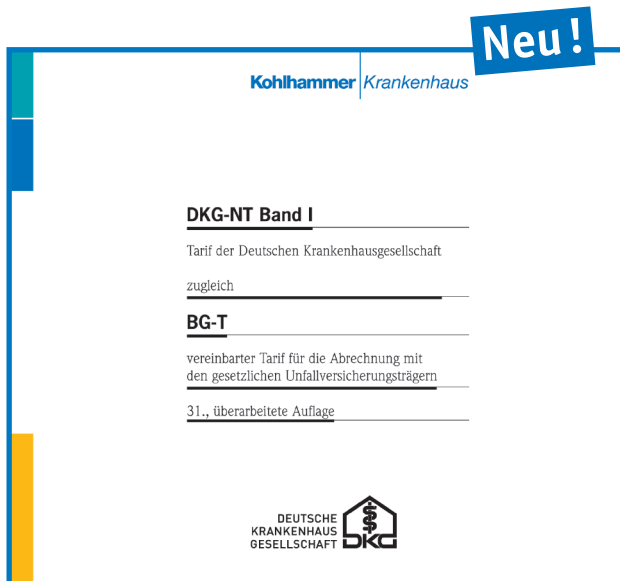 Neu!
Kohlhammer Krankenhaus
DKG-NT Band I
Tarif der Deutschen Krankenhausgesellschaft
zugleich
BG-T
vereinbarter Tarif für die Abrechnung mit
den gesetzlichen Unfallversicherungsträgern
31., überarbeitete Auflage
DEUTSCHE
KRANKENHAUS
GESELLSCHAFT
DKG